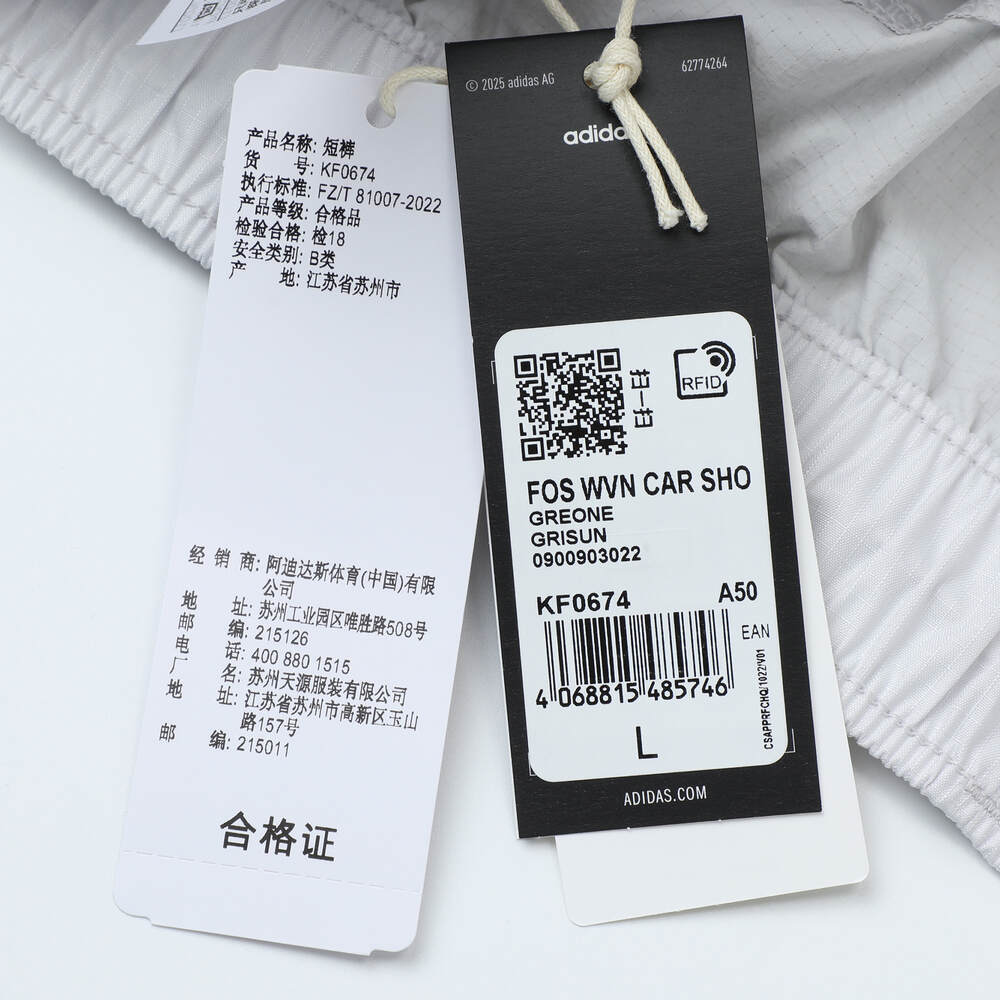 产品名称: 短裤
货 号: KF0674
执行标准: FZ/T 81007-2022
产品等级: 合格品
检验合格: 检18
安全类别: B类
产 地: 江苏省苏州市
经 销 商: 阿迪达斯体育(中国)有限
公司
地 址: 苏州工业园区唯胜路508号
邮 编: 215126
电 话: 400 880 1515
厂 名: 苏州天源服装有限公司
地 址: 江苏省苏州市高新区玉山
路157号
邮 编: 215011
合格证
© 2025 adidas AG
62774264
adida
扫一扫
RFID
FOS WVN CAR SHO
GREONE
GRISUN
0900903022
KF0674 A50
EAN
4 068815 485746
CSAPPRFCHQ/1022/V01
L
ADIDAS.COM